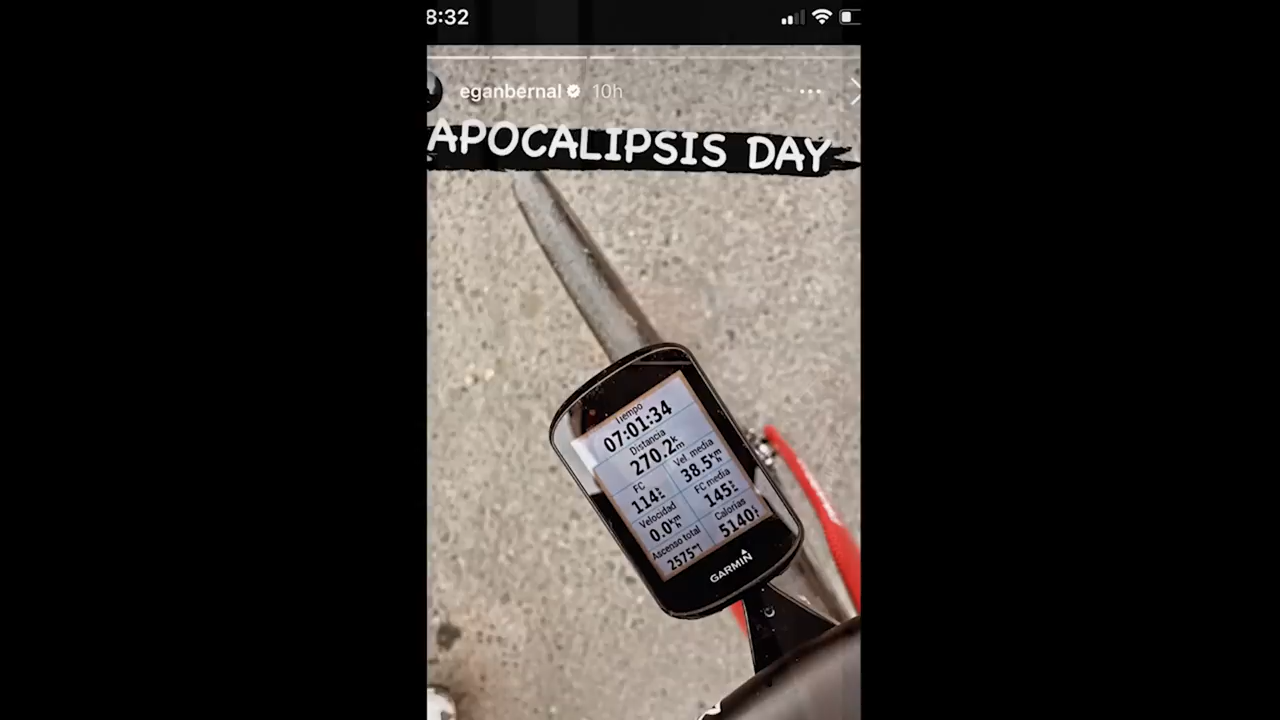 8:32
eganbernal 10h
APOCALIPSIS DAY
Tiempo
07:01:34
Distancia
270.2km
FC
114
Vel. media
38.5km/h
Velocidad
0.0km/h
FC media
145
Ascenso total
2575m
Calorías
5140
GARMIN